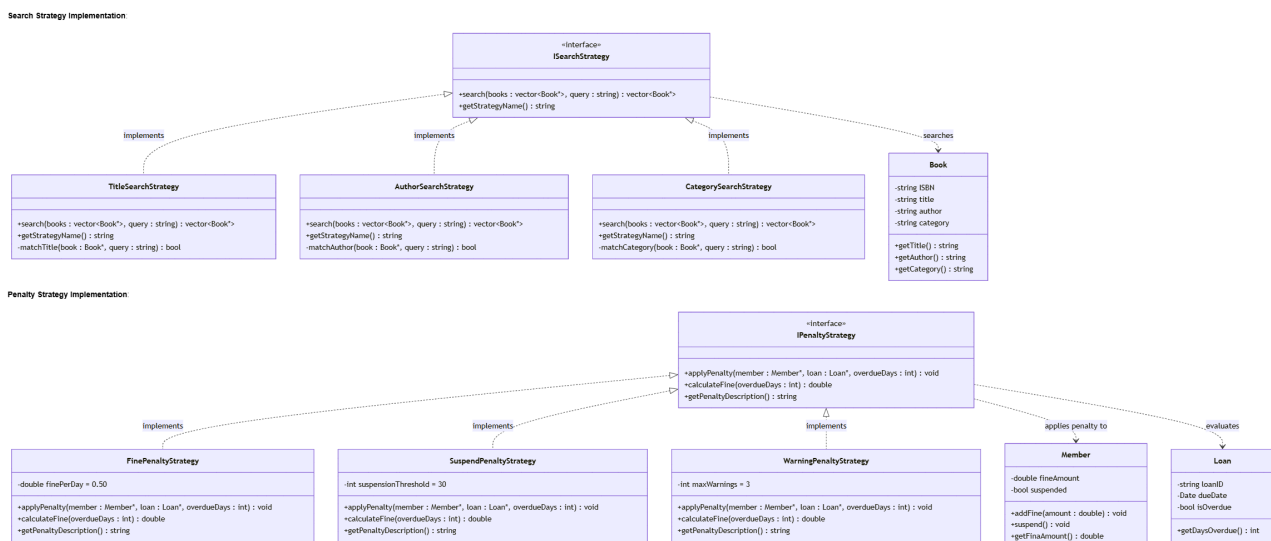 Search Strategy Implementation:
«interface»
ISearchStrategy
+search(books : vector<Book*>, query : string) : vector<Book*>
+getStrategyName() : string
implements
implements
implements
searches
TitleSearchStrategy
+search(books : vector<Book*>, query : string) : vector<Book*>
+getStrategyName() : string
-matchTitle(book : Book*, query : string) : bool
AuthorSearchStrategy
+search(books : vector<Book*>, query : string) : vector<Book*>
+getStrategyName() : string
-matchAuthor(book : Book*, query : string) : bool
CategorySearchStrategy
+search(books : vector<Book*>, query : string) : vector<Book*>
+getStrategyName() : string
-matchCategory(book : Book*, query : string) : bool
Book
-string ISBN
-string title
-string author
-string category
+getTitle() : string
+getAuthor() : string
+getCategory() : string
Penalty Strategy Implementation:
«interface»
IPenaltyStrategy
+applyPenalty(member : Member*, loan : Loan*, overdueDays : int) : void
+calculateFine(overdueDays : int) : double
+getPenaltyDescription() : string
implements
implements
implements
applies penalty to
evaluates
FinePenaltyStrategy
-double finePerDay = 0.50
+applyPenalty(member : Member*, loan : Loan*, overdueDays : int) : void
+calculateFine(overdueDays : int) : double
+getPenaltyDescription() : string
SuspendPenaltyStrategy
-int suspensionThreshold = 30
+applyPenalty(member : Member*, loan : Loan*, overdueDays : int) : void
+calculateFine(overdueDays : int) : double
+getPenaltyDescription() : string
WarningPenaltyStrategy
-int maxWarnings = 3
+applyPenalty(member : Member*, loan : Loan*, overdueDays : int) : void
+calculateFine(overdueDays : int) : double
+getPenaltyDescription() : string
Member
-double fineAmount
-bool suspended
+addFine(amount : double) : void
+suspend() : void
+getFinaAmount() : double
Loan
-string loanID
-Date dueDate
-bool isOverdue
+getDaysOverdue() : int